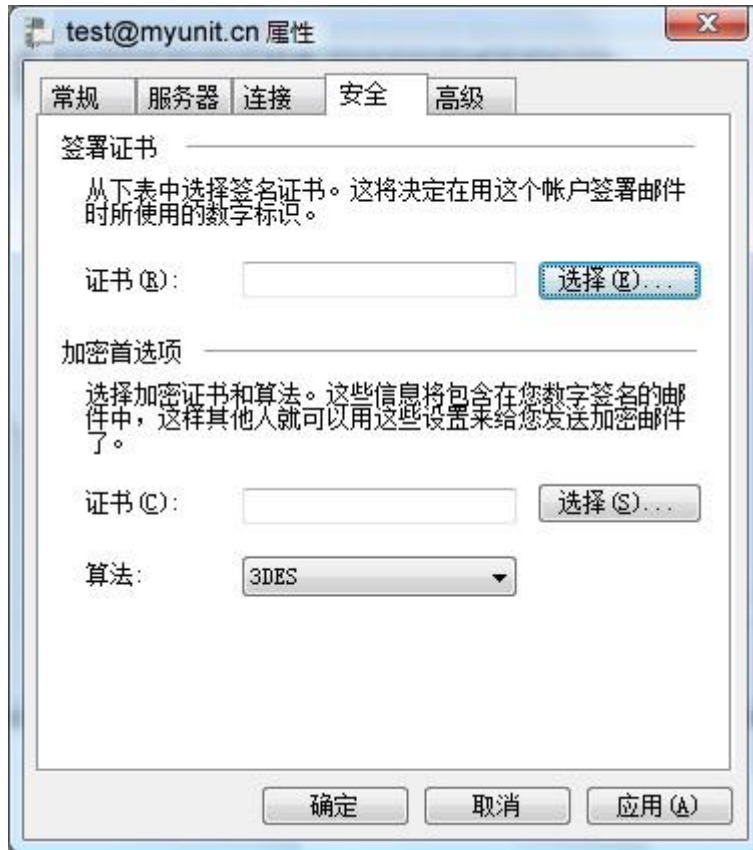 test@myunit.cn 属性
常规 服务器 连接 安全 高级
签署证书
从下表中选择签名证书。这将决定在用这个帐户签署邮件
时所使用的数字标识。
证书(R): 选择(E)...
加密首选项
选择加密证书和算法。这些信息将包含在您数字签名的邮
件中，这样其他人就可以用这些设置来给您发送加密邮件
了。
证书(C): 选择(S)...
算法: 3DES
确定 取消 应用(A)